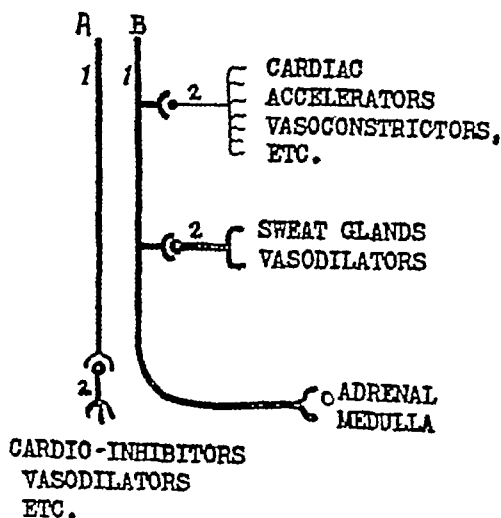 A B
1 1
2
CARDIAC
ACCELERATORS
VASOCONSTRICTORS,
ETC.
2
SWEAT GLANDS
VASODILATORS
2
ADRENAL
MEDULLA
CARDIO-INHIBITORS
VASODILATORS
ETC.